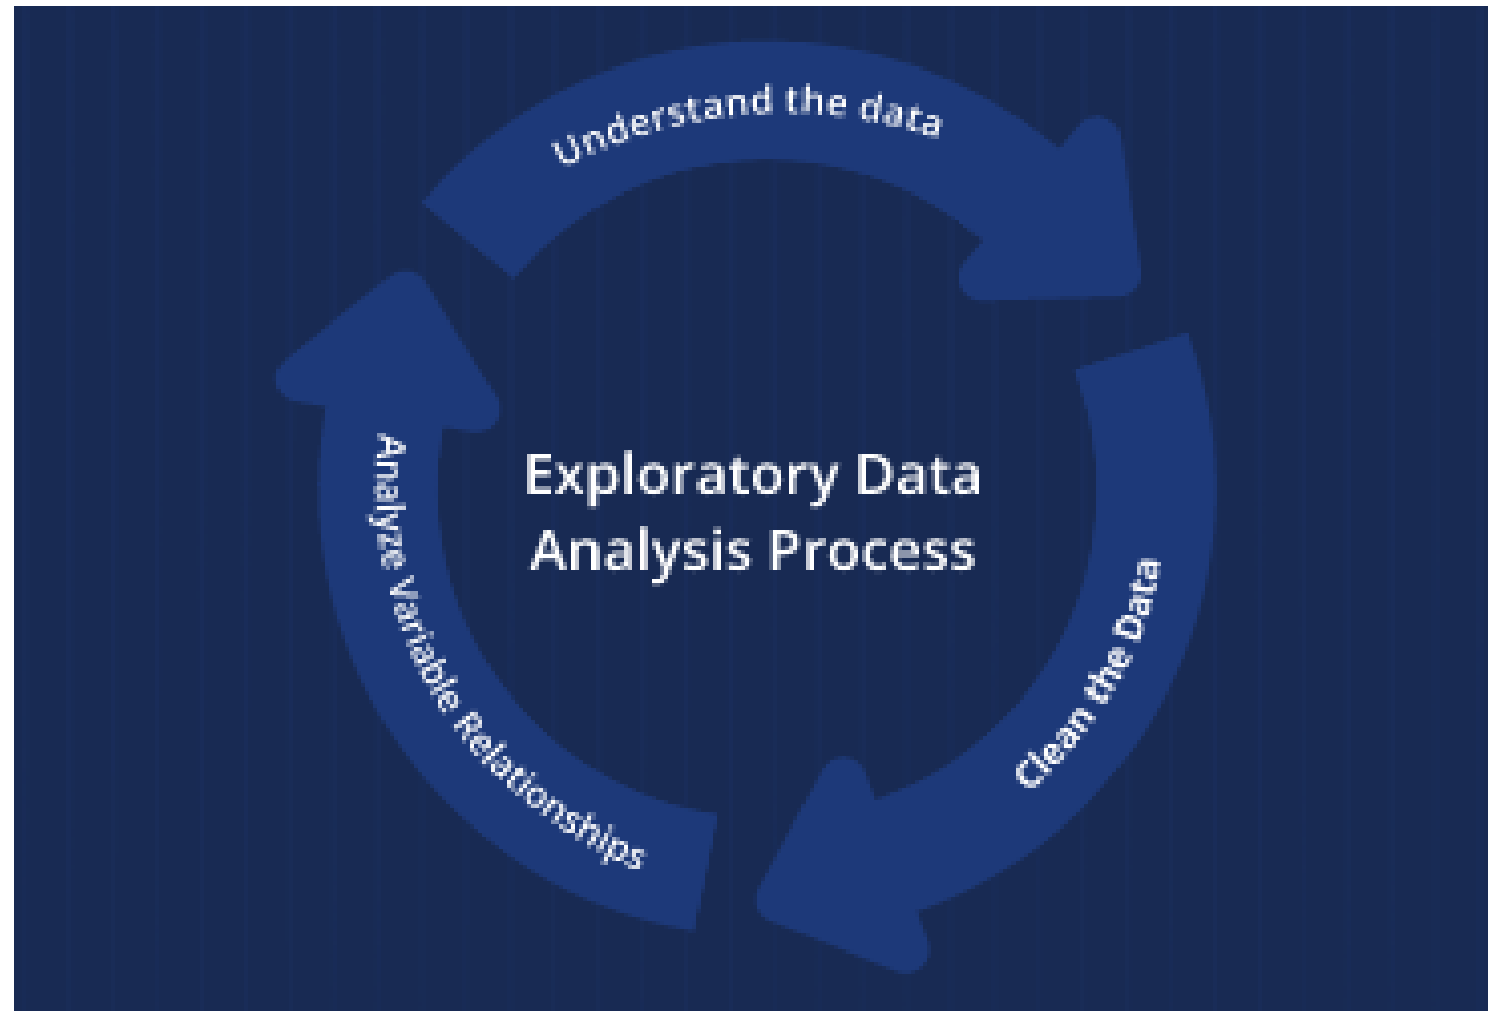 Understand the data
Exploratory Data
Analysis Process
Clean the Data
Analyze Variable Relationships